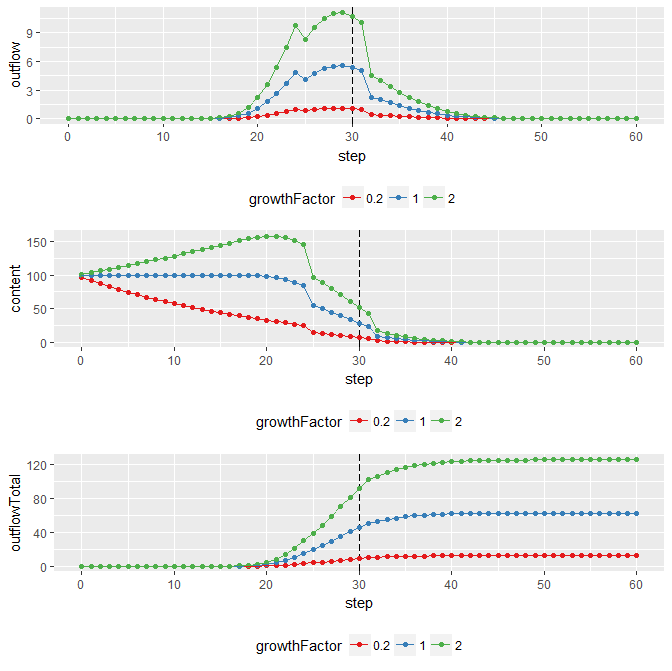 outflow
9
6
3
0
0 10 20 30 40 50 60
step
growthFactor 0.2 1 2
content
150
100
50
0
0 10 20 30 40 50 60
step
growthFactor 0.2 1 2
outflowTotal
120
80
40
0
0 10 20 30 40 50 60
step
growthFactor 0.2 1 2